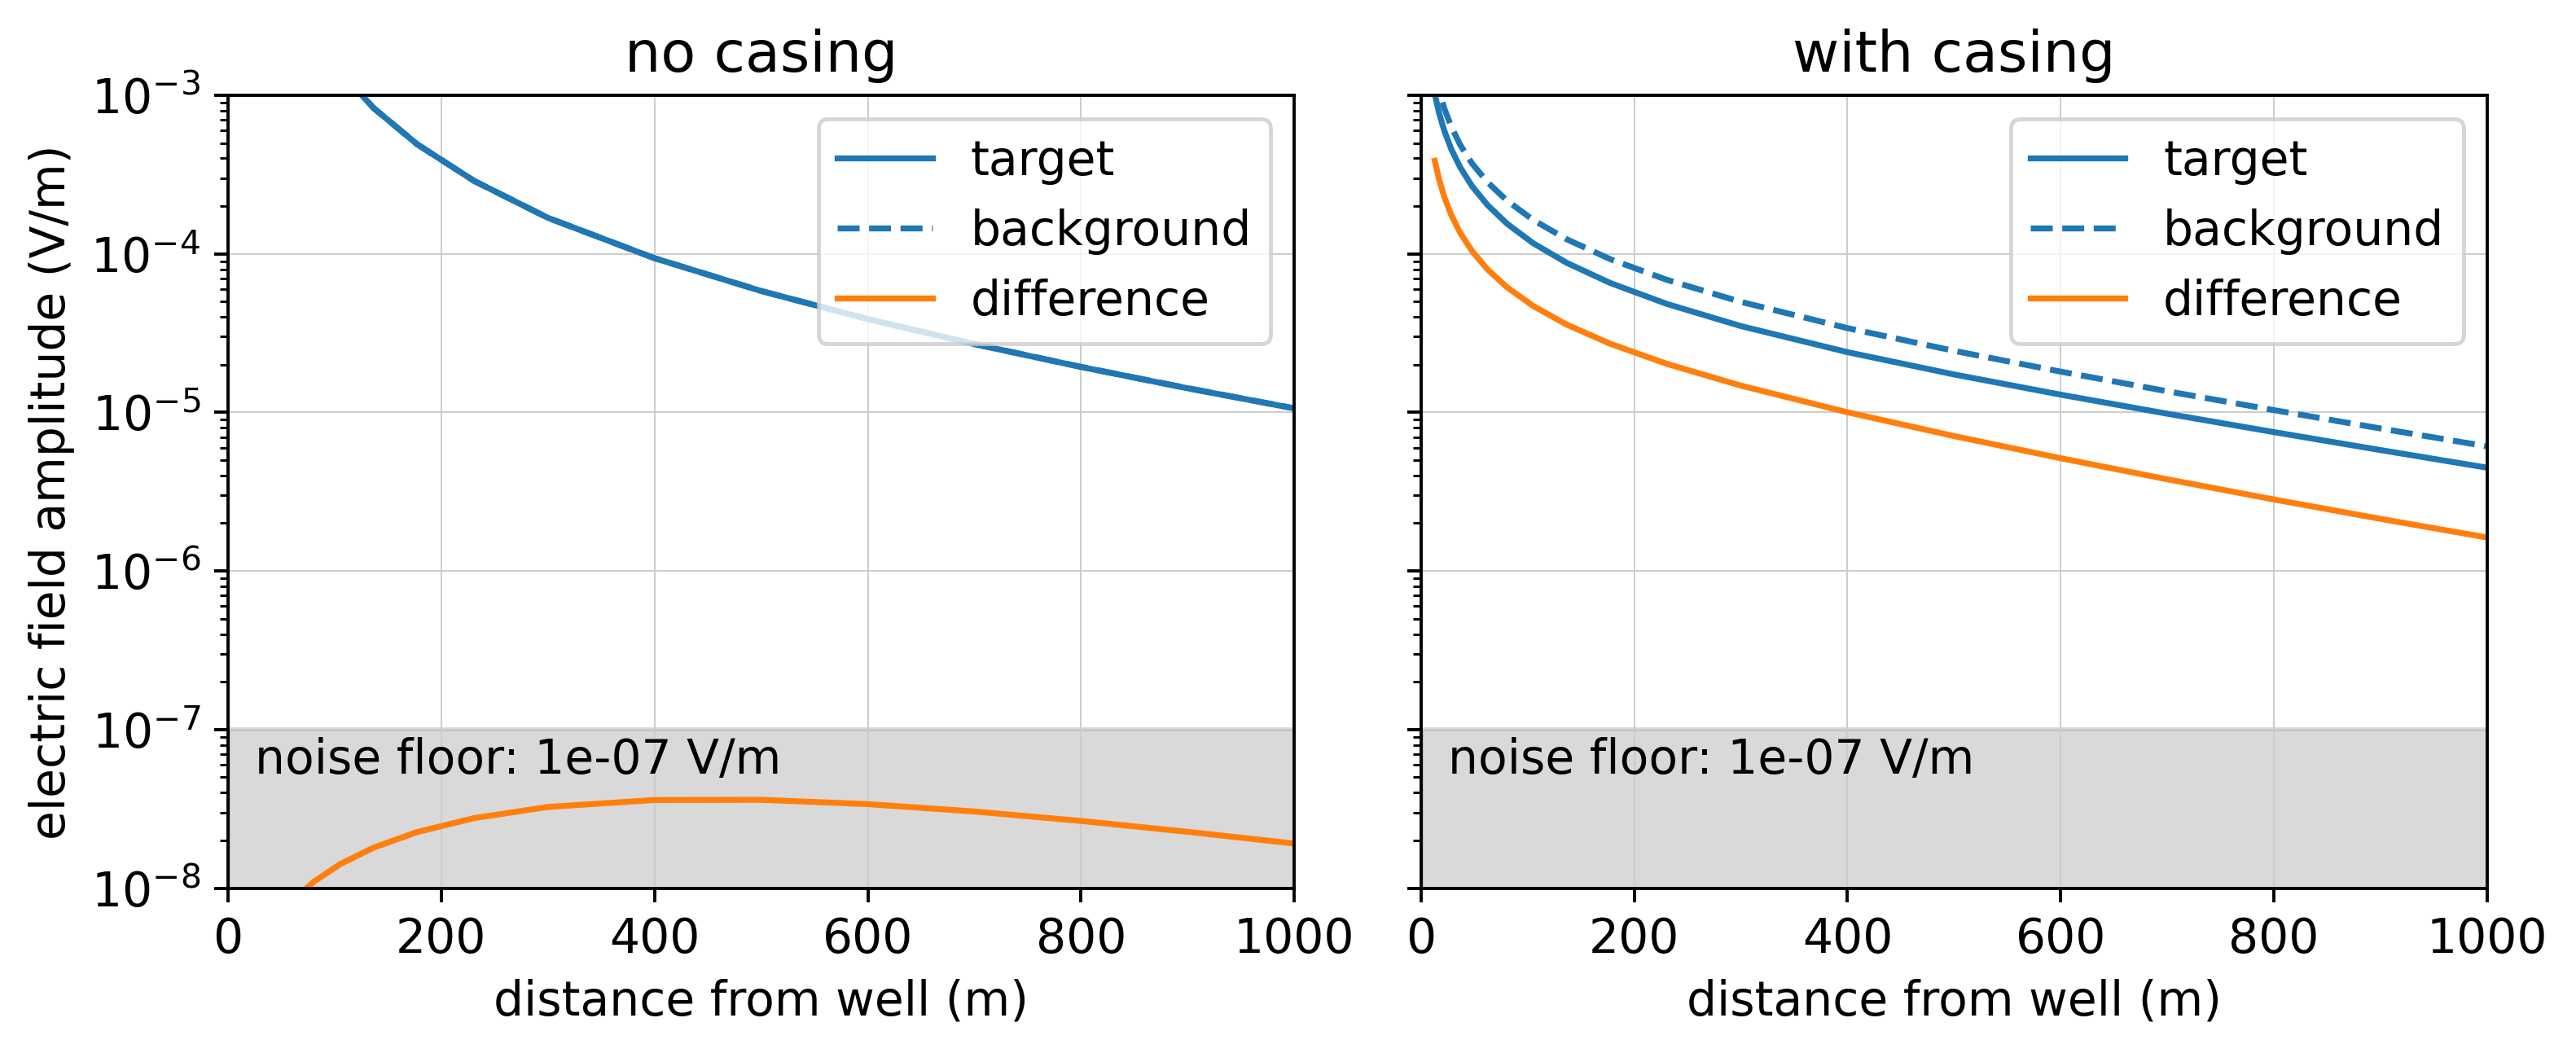 no casing
electric field amplitude (V/m)
10⁻³
10⁻⁴
10⁻⁵
10⁻⁶
10⁻⁷
10⁻⁸
target
background
difference
noise floor: 1e-07 V/m
0 200 400 600 800 1000
distance from well (m)
with casing
target
background
difference
noise floor: 1e-07 V/m
0 200 400 600 800 1000
distance from well (m)